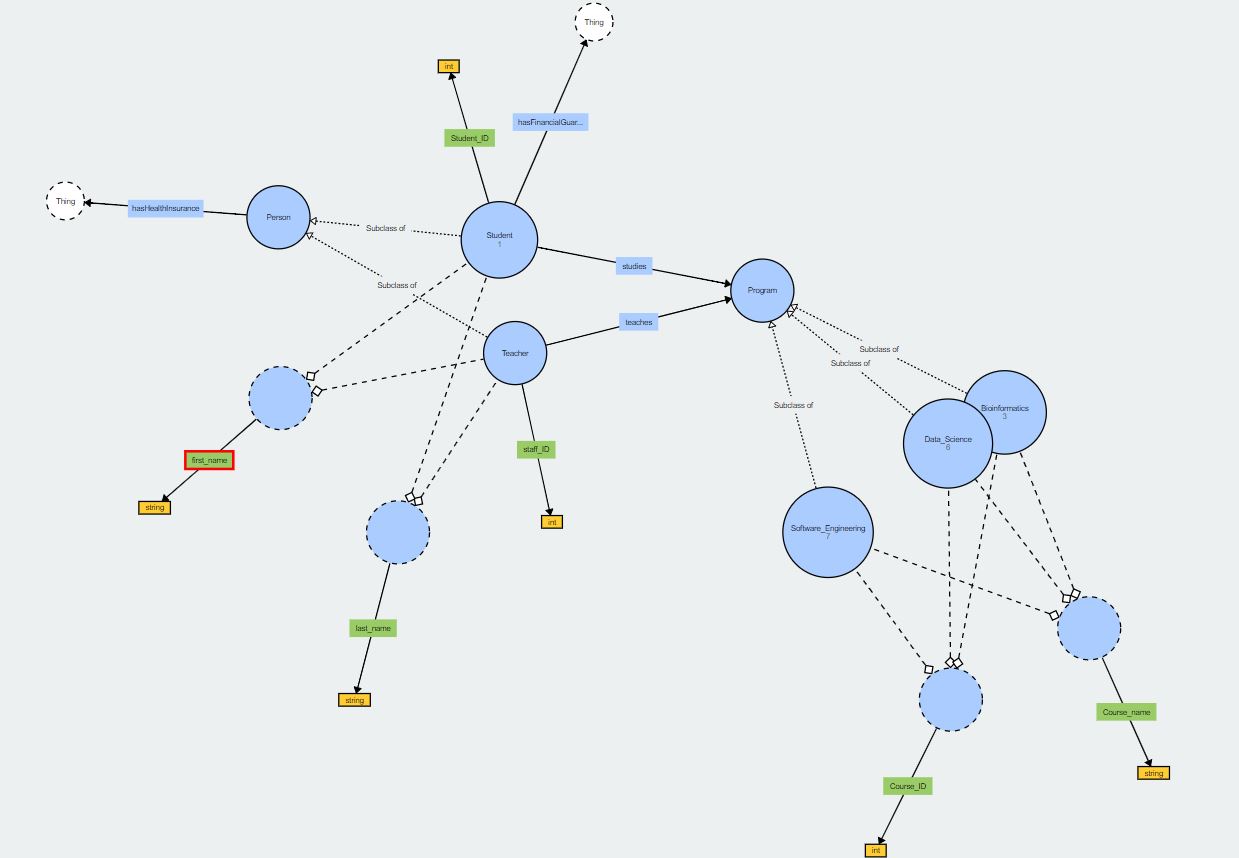 Thing
int
hasFinancialGuar...
Student_ID
Thing
hasHealthInsurance
Person
Subclass of
Student
1
studies
Subclass of
Program
teaches
Teacher
Subclass of
Subclass of
Subclass of
Bioinformatics
3
Data_Science
6
staff_ID
first_name
string
int
Software_Engineering
7
last_name
string
Course_name
string
Course_ID
int